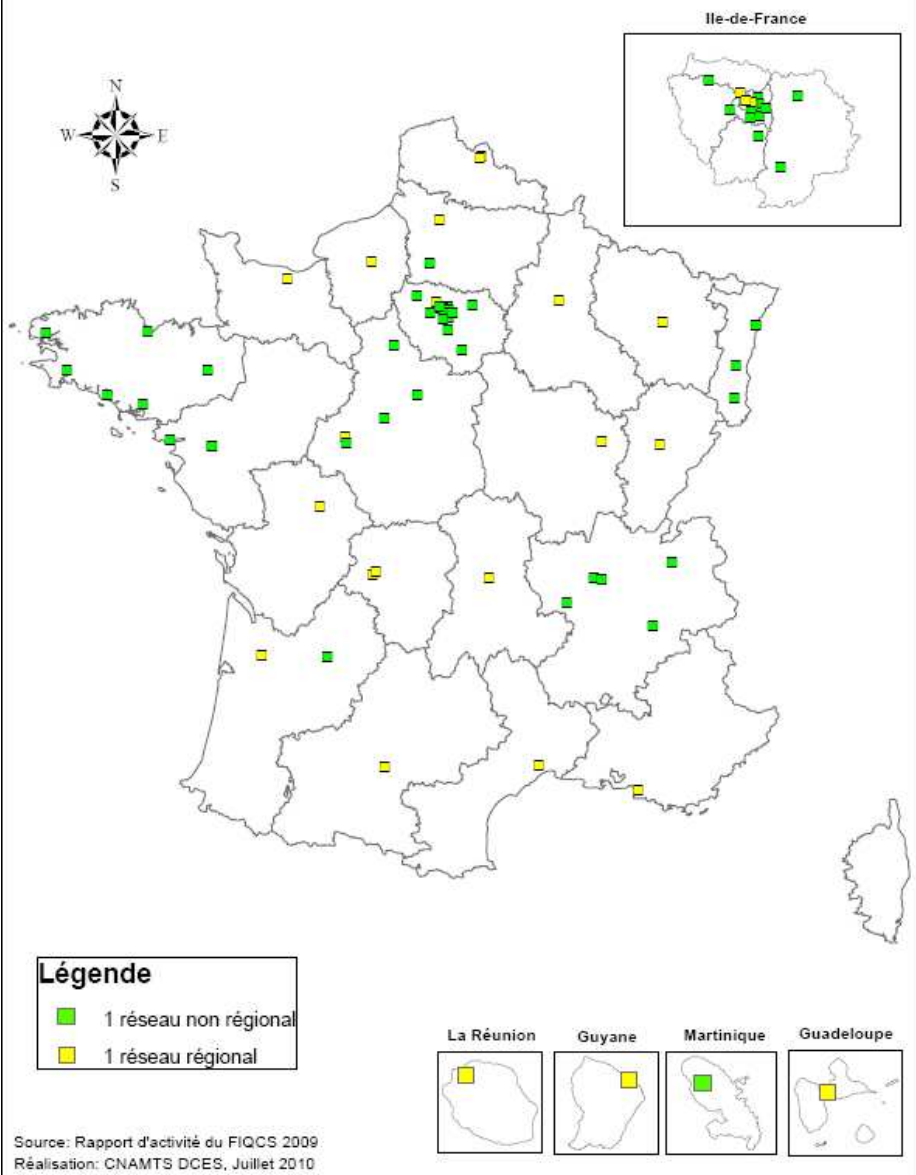 Ile-de-France
N
W
E
S
Légende
1 réseau non régional
1 réseau régional
La Réunion
Guyane
Martinique
Guadeloupe
Source: Rapport d'activité du FIQCS 2009
Réalisation: CNAMTS DCES, Juillet 2010